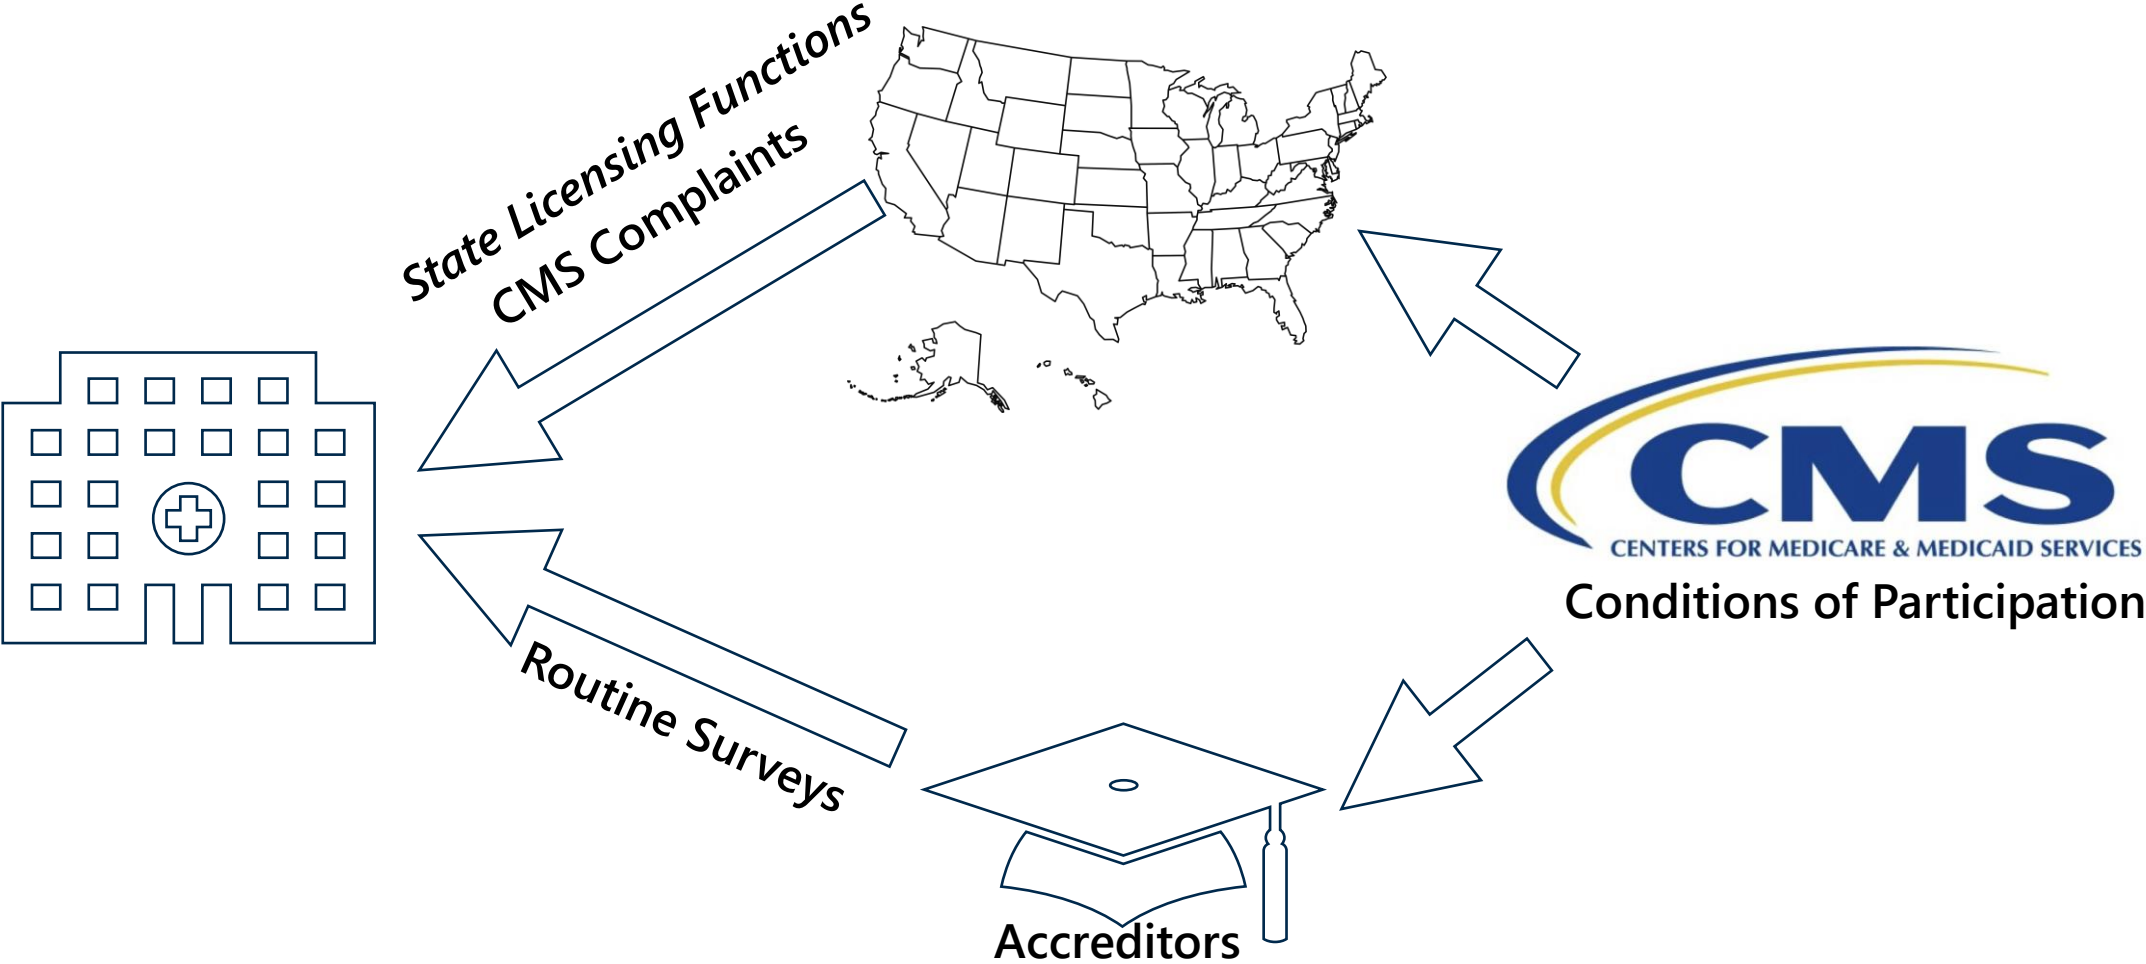 State Licensing Functions
CMS Complaints
CMS
CENTERS FOR MEDICARE & MEDICAID SERVICES
Conditions of Participation
Routine Surveys
Accreditors